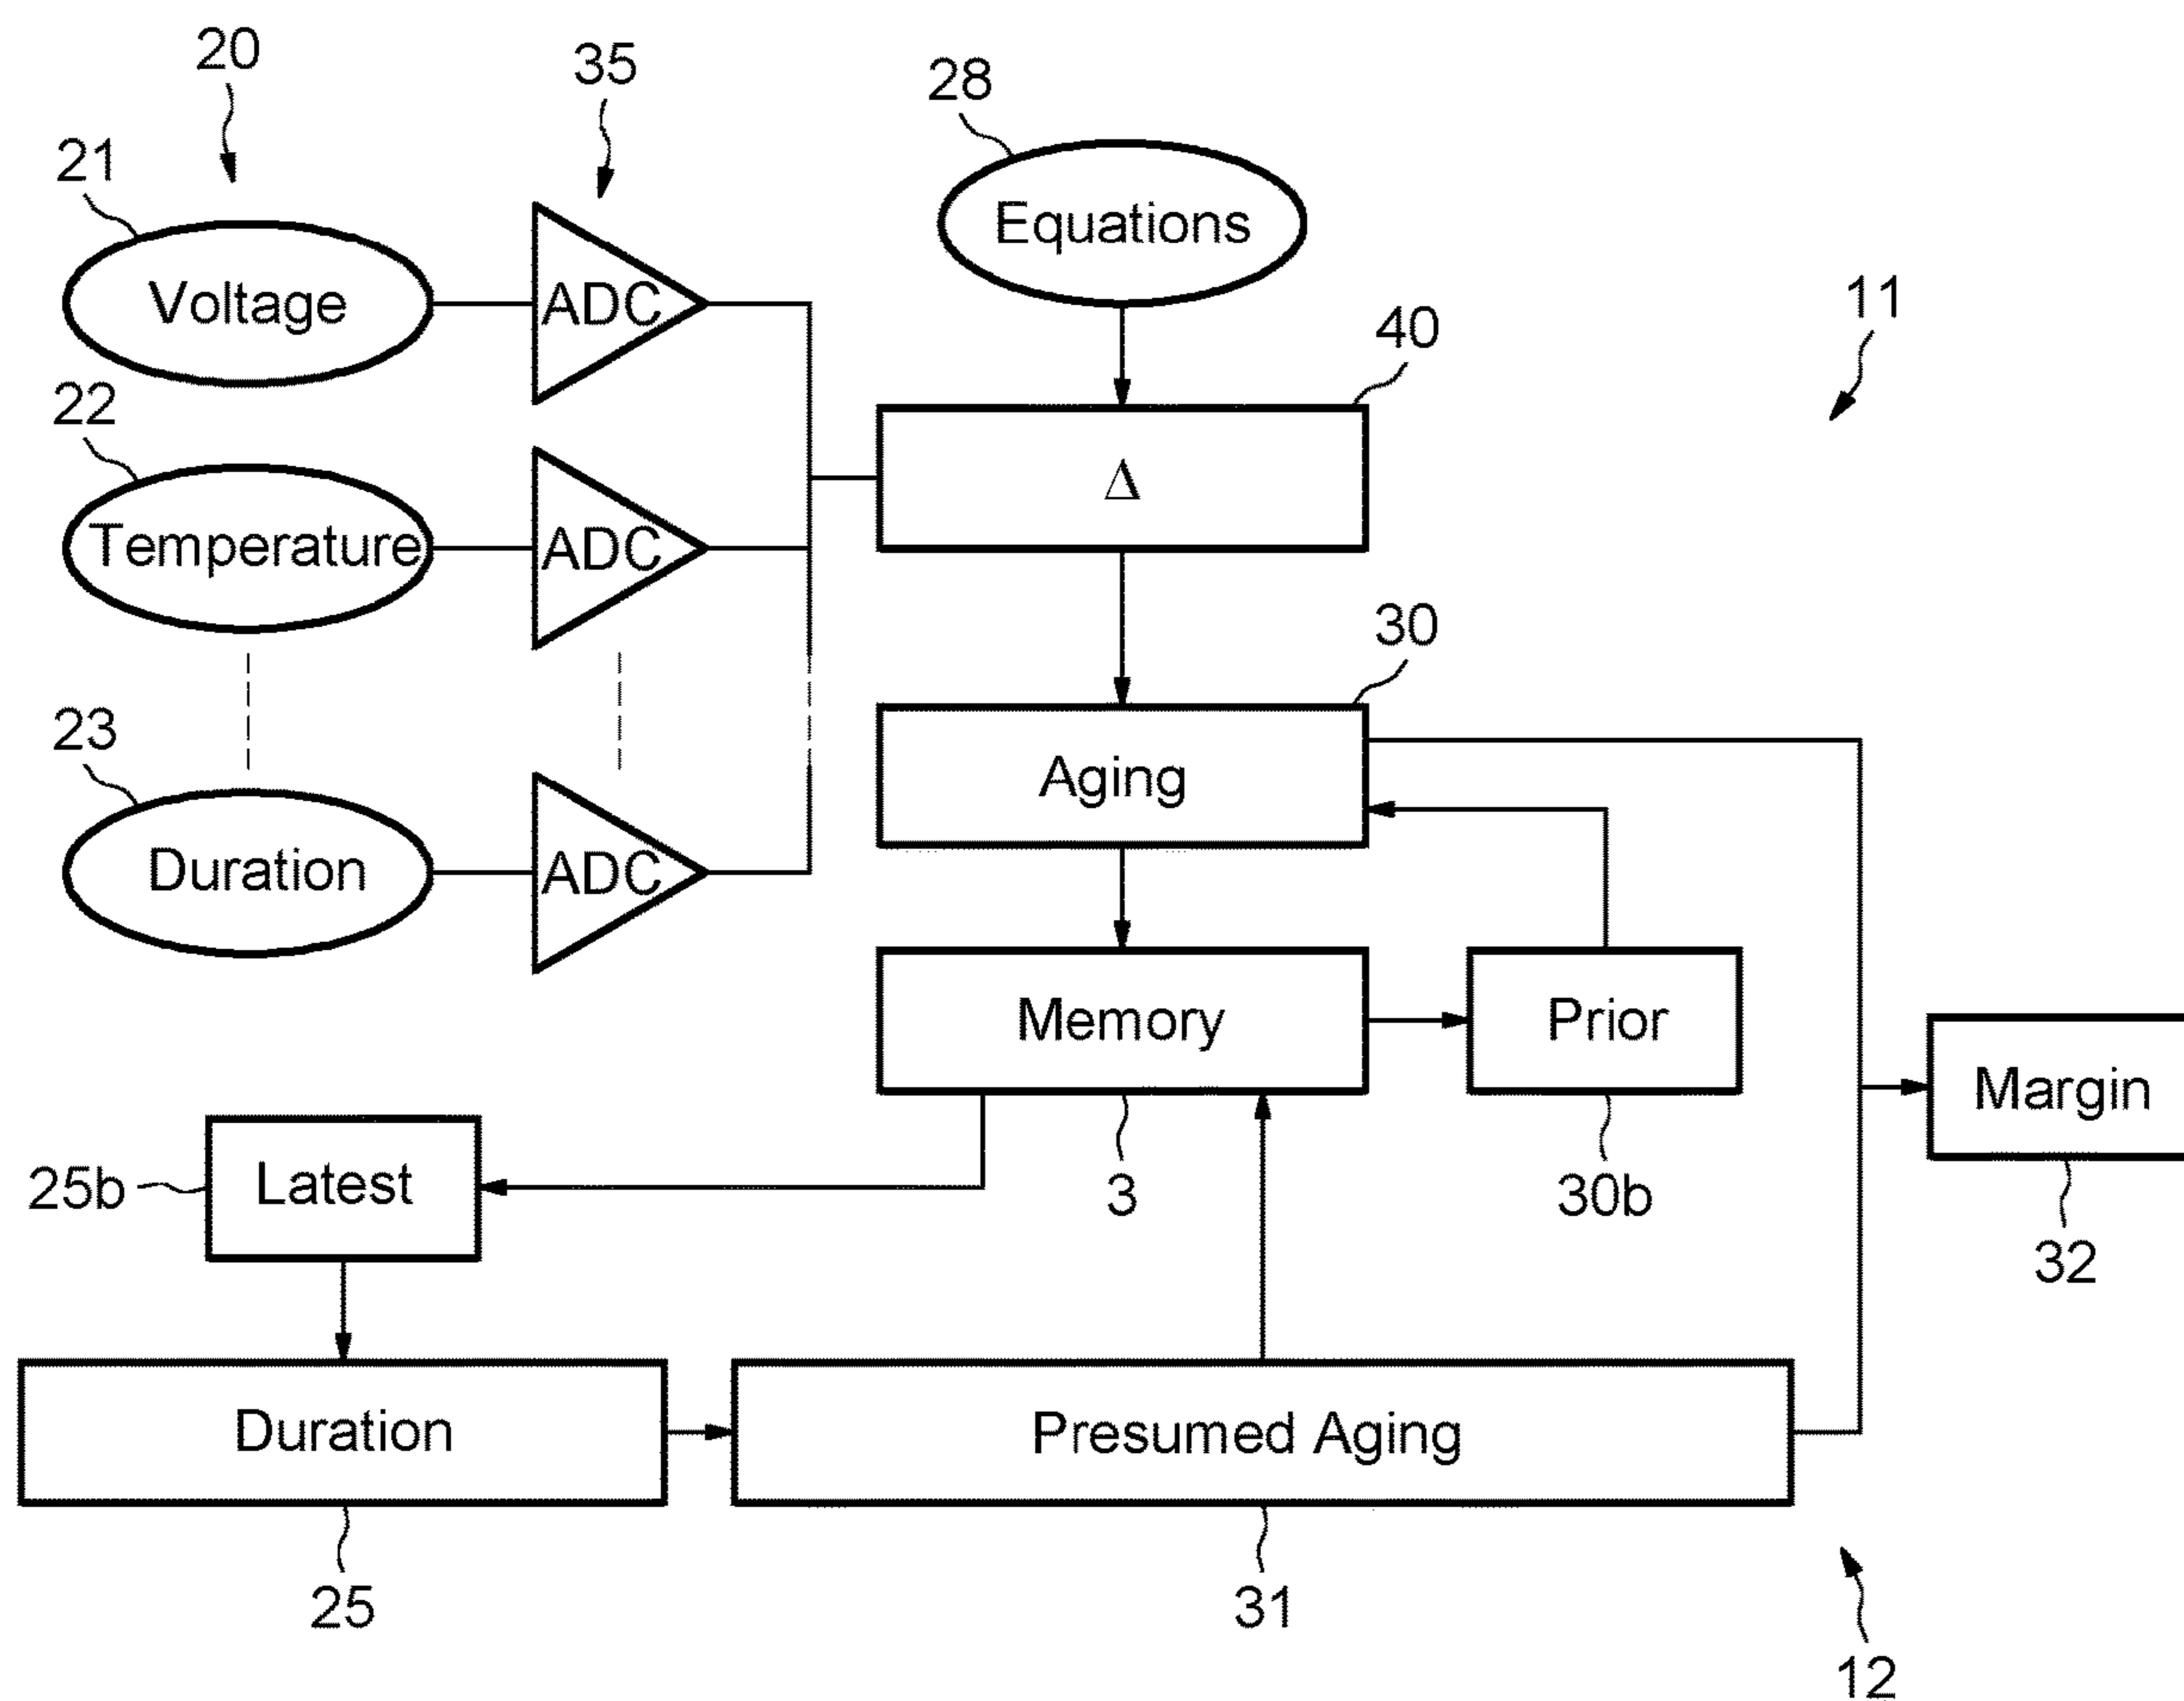 20
35
28
21
Equations
Voltage
ADC
11
40
22
Δ
Temperature
ADC
30
23
Aging
Duration
ADC
Memory
Prior
Margin
25b
Latest
3
30b
32
Duration
Presumed Aging
25
31
12